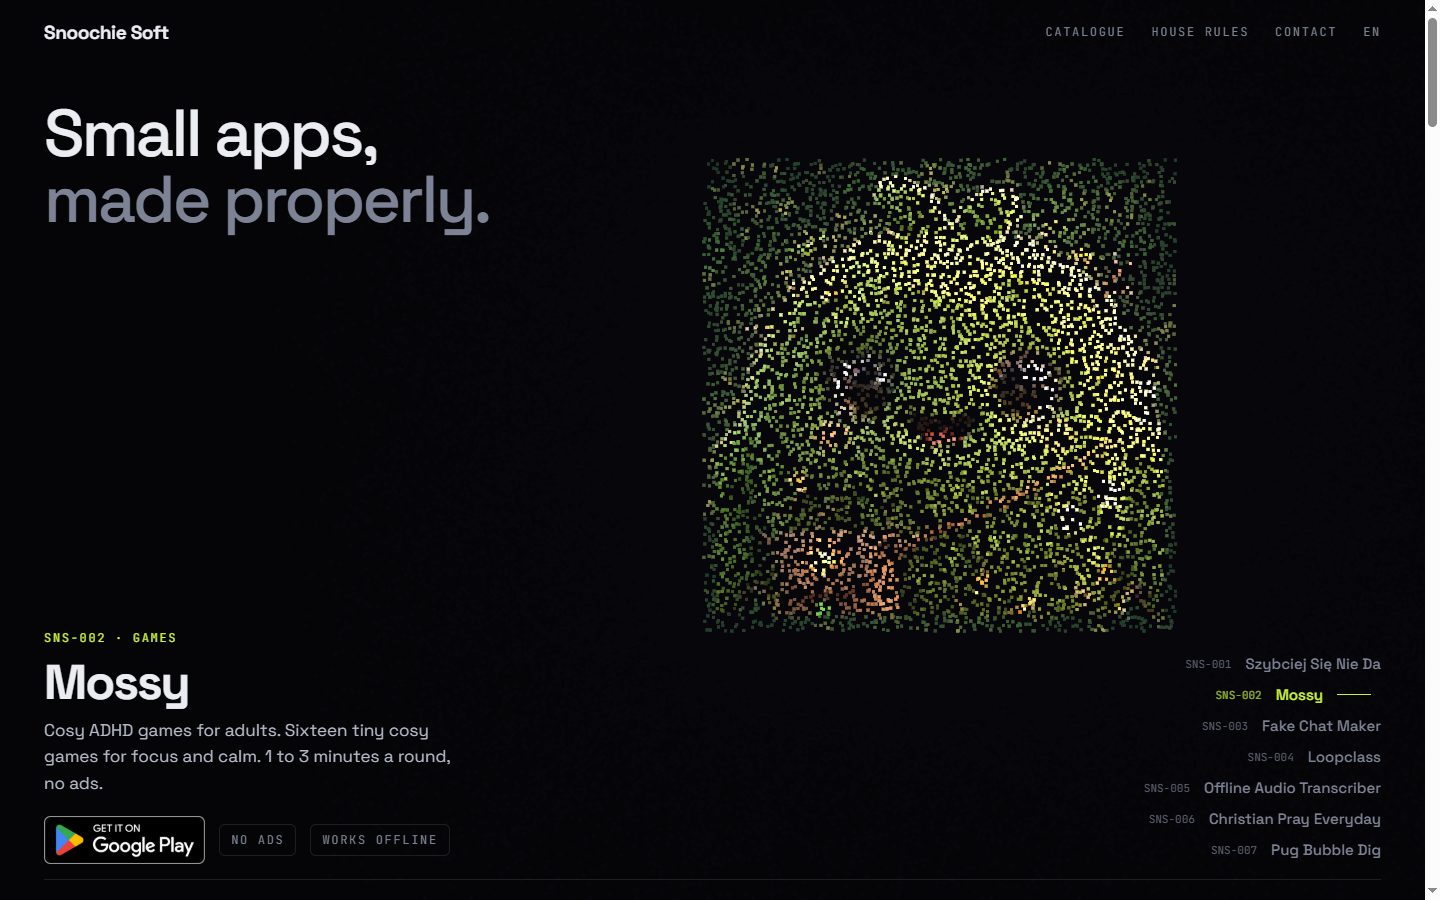 Snoochie Soft
CATALOGUE HOUSE RULES CONTACT EN
Small apps,
made properly.
SNS-002 · GAMES
Mossy
Cosy ADHD games for adults. Sixteen tiny cosy
games for focus and calm. 1 to 3 minutes a round,
no ads.
GET IT ON
Google Play
NO ADS
WORKS OFFLINE
SNS-001 Szybciej Się Nie Da
SNS-002 Mossy
SNS-003 Fake Chat Maker
SNS-004 Loopclass
SNS-005 Offline Audio Transcriber
SNS-006 Christian Pray Everyday
SNS-007 Pug Bubble Dig